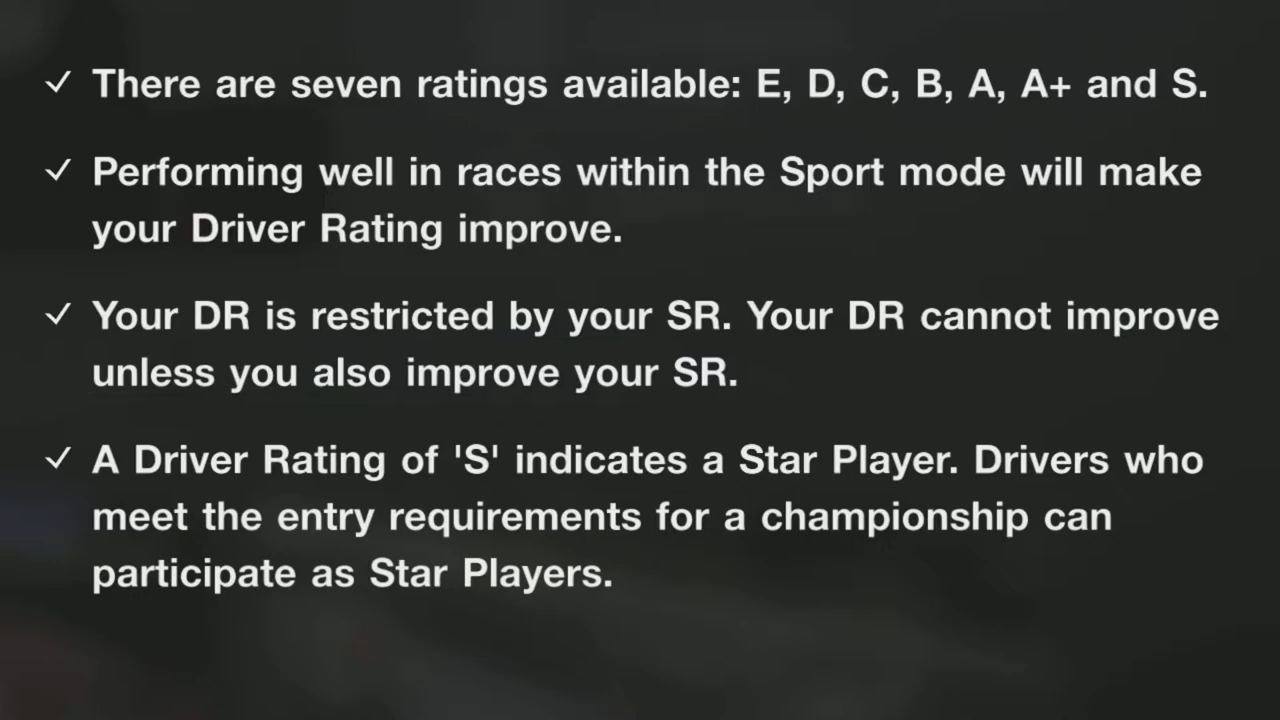 ✓ There are seven ratings available: E, D, C, B, A, A+ and S.
✓ Performing well in races within the Sport mode will make
your Driver Rating improve.
✓ Your DR is restricted by your SR. Your DR cannot improve
unless you also improve your SR.
✓ A Driver Rating of 'S' indicates a Star Player. Drivers who
meet the entry requirements for a championship can
participate as Star Players.